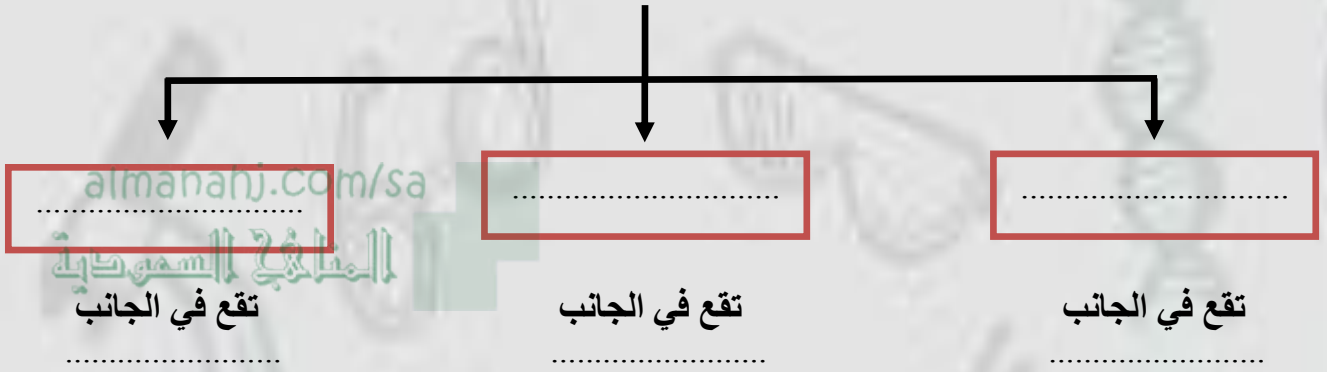 ................................ ................................ ................................
almanahj.com/sa
المناهج السعودية
تقع في الجانب تقع في الجانب تقع في الجانب
.......................... .......................... ..........................